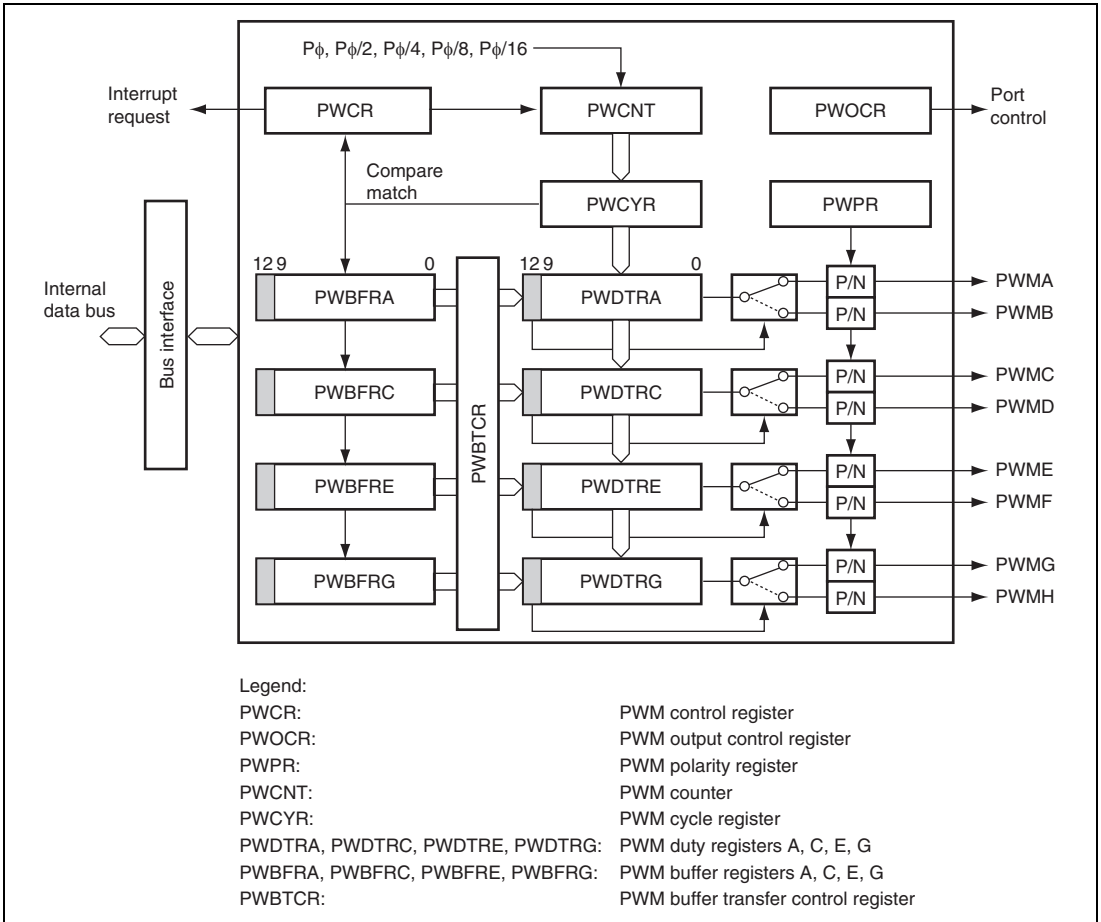 Pφ, Pφ/2, Pφ/4, Pφ/8, Pφ/16
Interrupt
request
PWCR
PWCNT
PWOCR
Port
control
Compare
match
PWCYR
PWPR
Internal
data bus
Bus interface
12 9 0
PWBFRA
12 9 0
PWDTRA
P/N
PWMA
P/N
PWMB
PWBFRC
PWBTCR
PWDTRC
P/N
PWMC
P/N
PWMD
PWBFRE
PWDTRE
P/N
PWME
P/N
PWMF
PWBFRG
PWDTRG
P/N
PWMG
P/N
PWMH
Legend:
PWCR: PWM control register
PWOCR: PWM output control register
PWPR: PWM polarity register
PWCNT: PWM counter
PWCYR: PWM cycle register
PWDTRA, PWDTRC, PWDTRE, PWDTRG: PWM duty registers A, C, E, G
PWBFRA, PWBFRC, PWBFRE, PWBFRG: PWM buffer registers A, C, E, G
PWBTCR: PWM buffer transfer control register